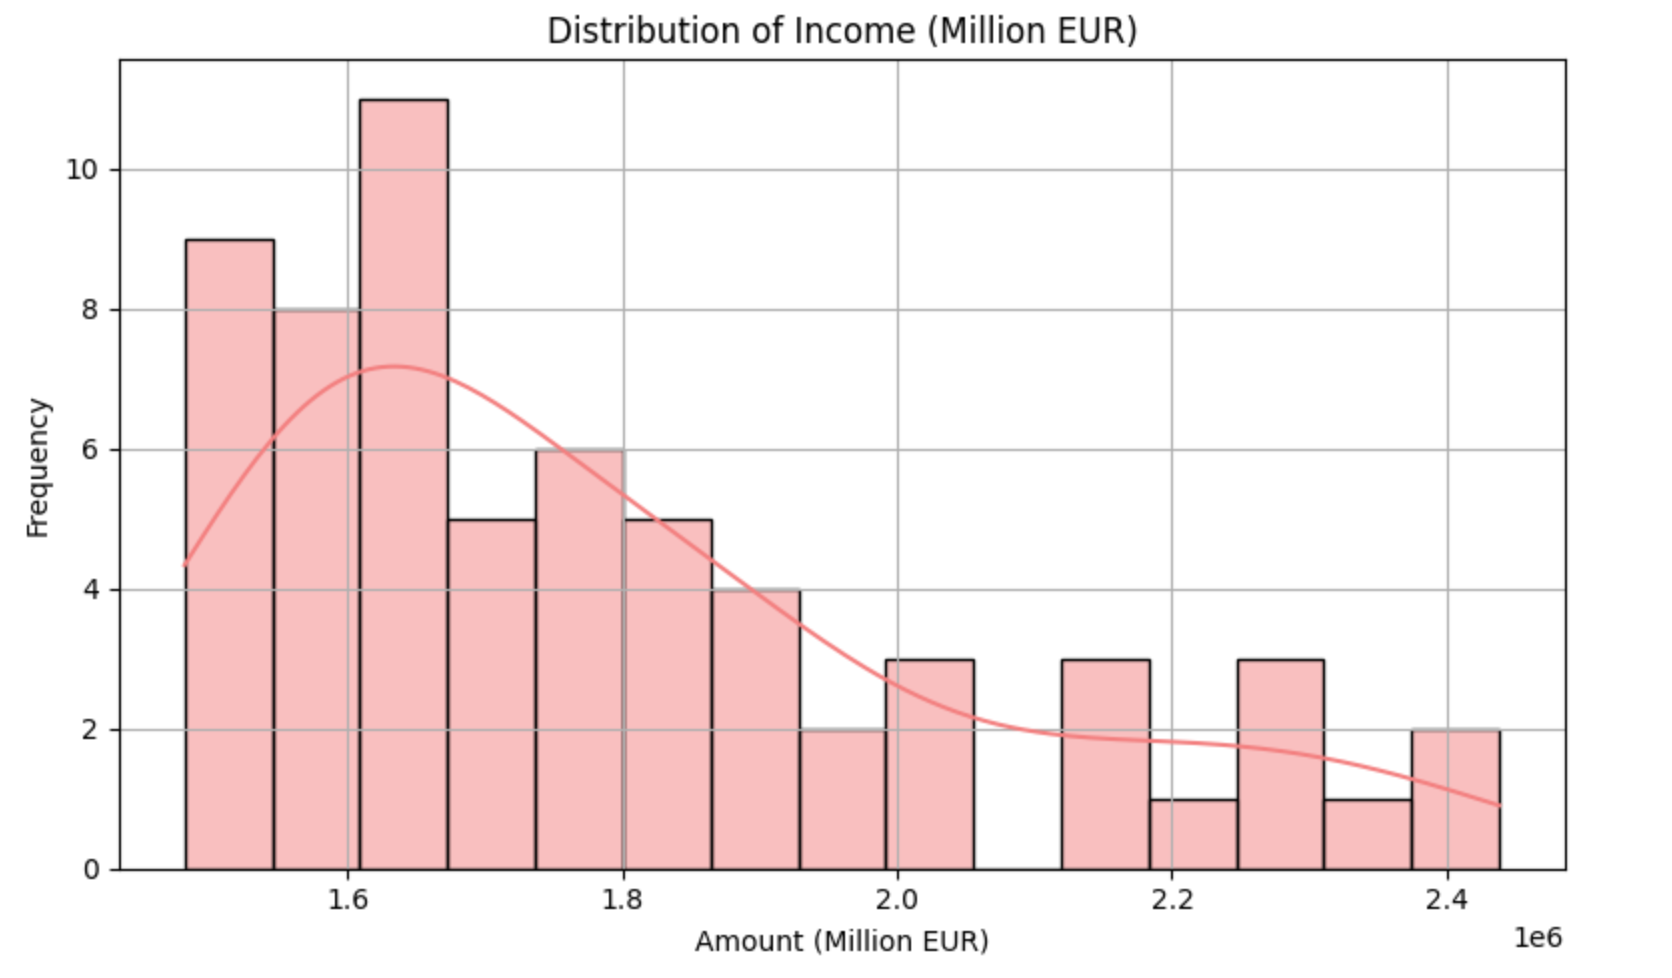 Distribution of Income (Million EUR)
10
8
6
4
2
0
Frequency
1.6 1.8 2.0 2.2 2.4
1e6
Amount (Million EUR)